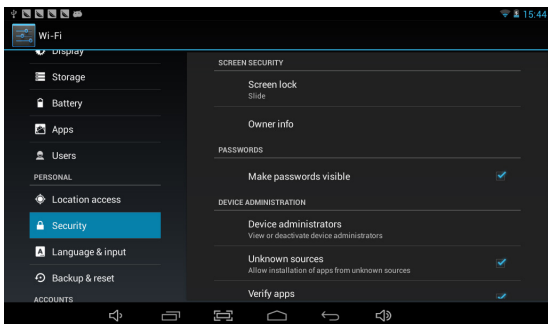 15:44
Wi-Fi
Display
Storage
Battery
Apps
Users
PERSONAL
Location access
Security
Language & input
Backup & reset
ACCOUNTS
SCREEN SECURITY
Screen lock
Slide
Owner info
PASSWORDS
Make passwords visible
DEVICE ADMINISTRATION
Device administrators
View or deactivate device administrators
Unknown sources
Allow installation of apps from unknown sources
Verify apps